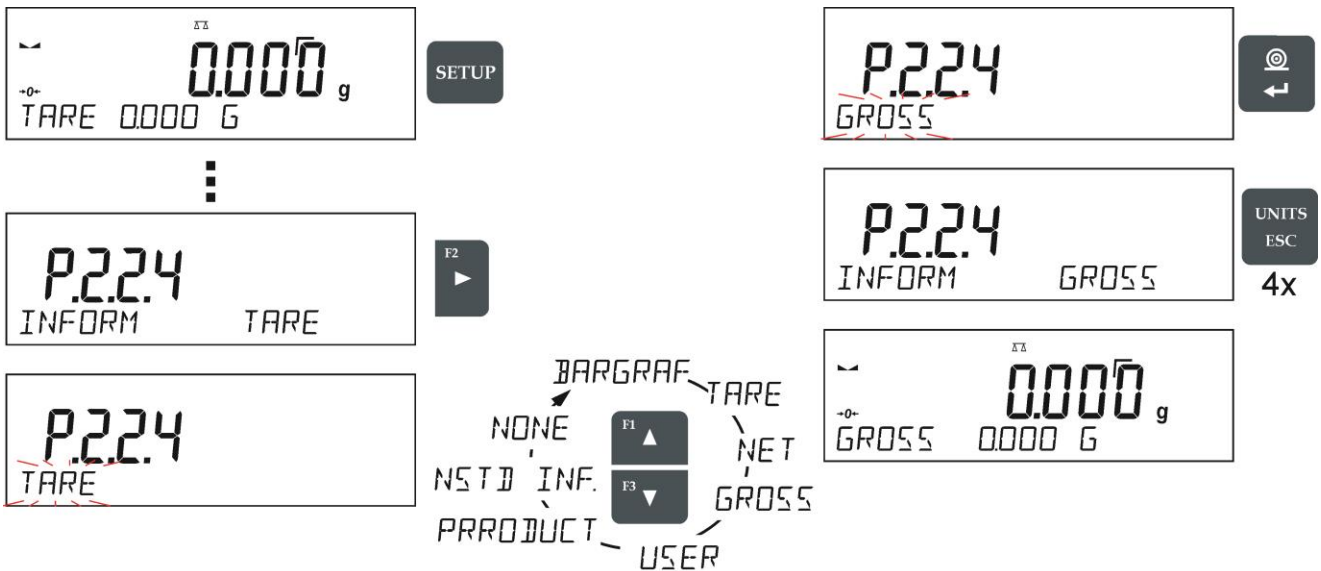 0.000 g
→0←
TARE 0.000 G
SETUP
P.2.2.4
INFORM TARE
F2
P.2.2.4
TARE
BARGRAF
TARE
NET
GROSS
USER
PRRODUCT
NSTD INF.
NONE
F1
F3
P.2.2.4
GROSS
P.2.2.4
INFORM GROSS
UNITS
ESC
4x
0.000 g
→0←
GROSS 0.000 G